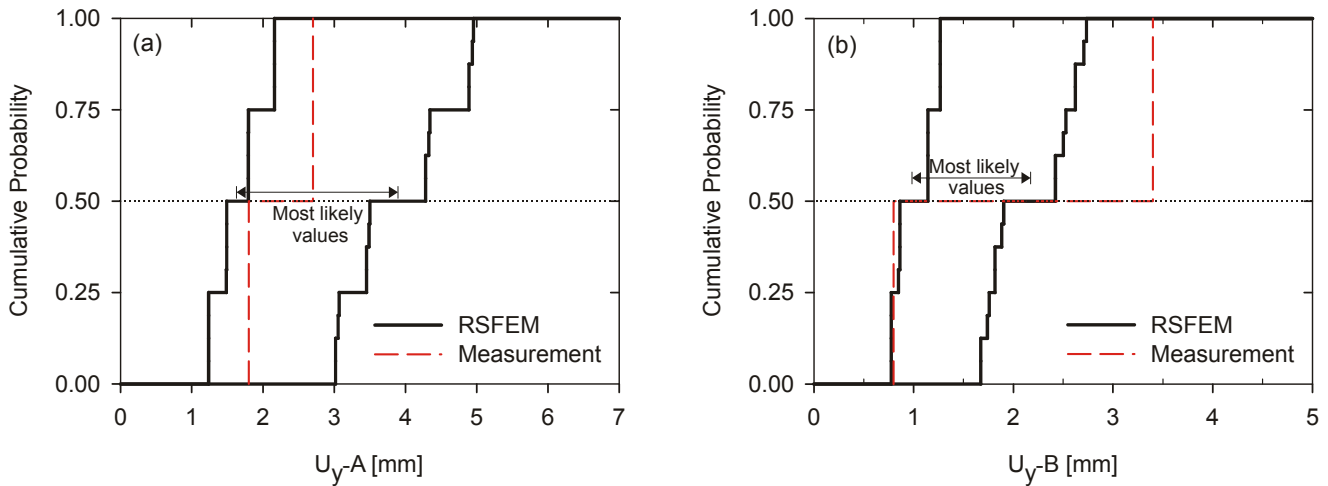 (a)
Cumulative Probability
1.00
0.75
0.50
0.25
0.00
Most likely
values
RSFEM
Measurement
0 1 2 3 4 5 6 7
Uy-A [mm]
(b)
Cumulative Probability
1.00
0.75
0.50
0.25
0.00
Most likely
values
RSFEM
Measurement
0 1 2 3 4 5
Uy-B [mm]